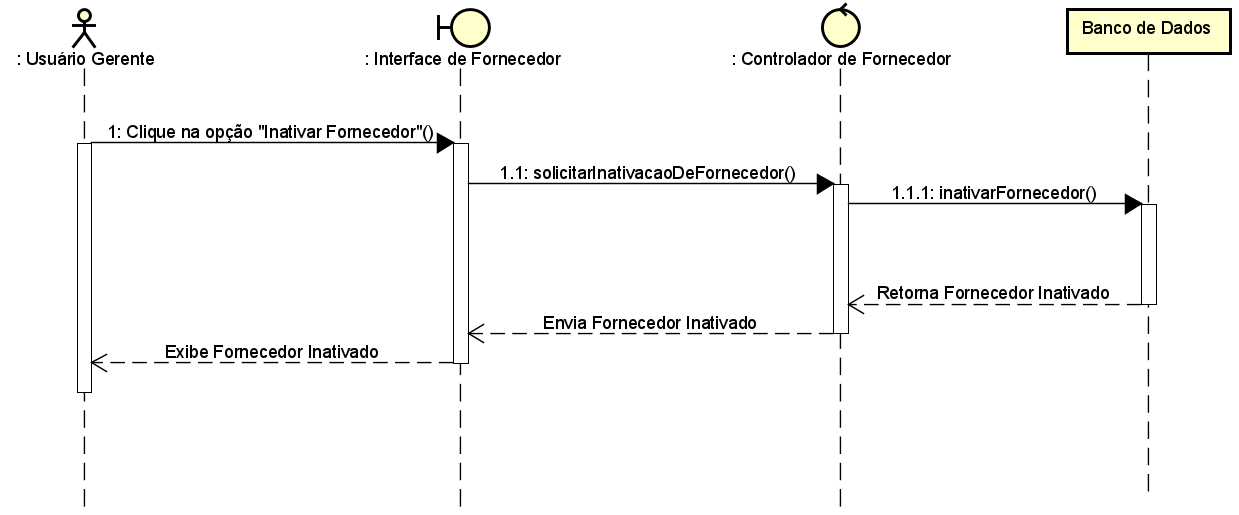 : Usuário Gerente
: Interface de Fornecedor
: Controlador de Fornecedor
Banco de Dados
1: Clique na opção "Inativar Fornecedor"()
1.1: solicitarInativacaoDeFornecedor()
1.1.1: inativarFornecedor()
Retorna Fornecedor Inativado
Envia Fornecedor Inativado
Exibe Fornecedor Inativado